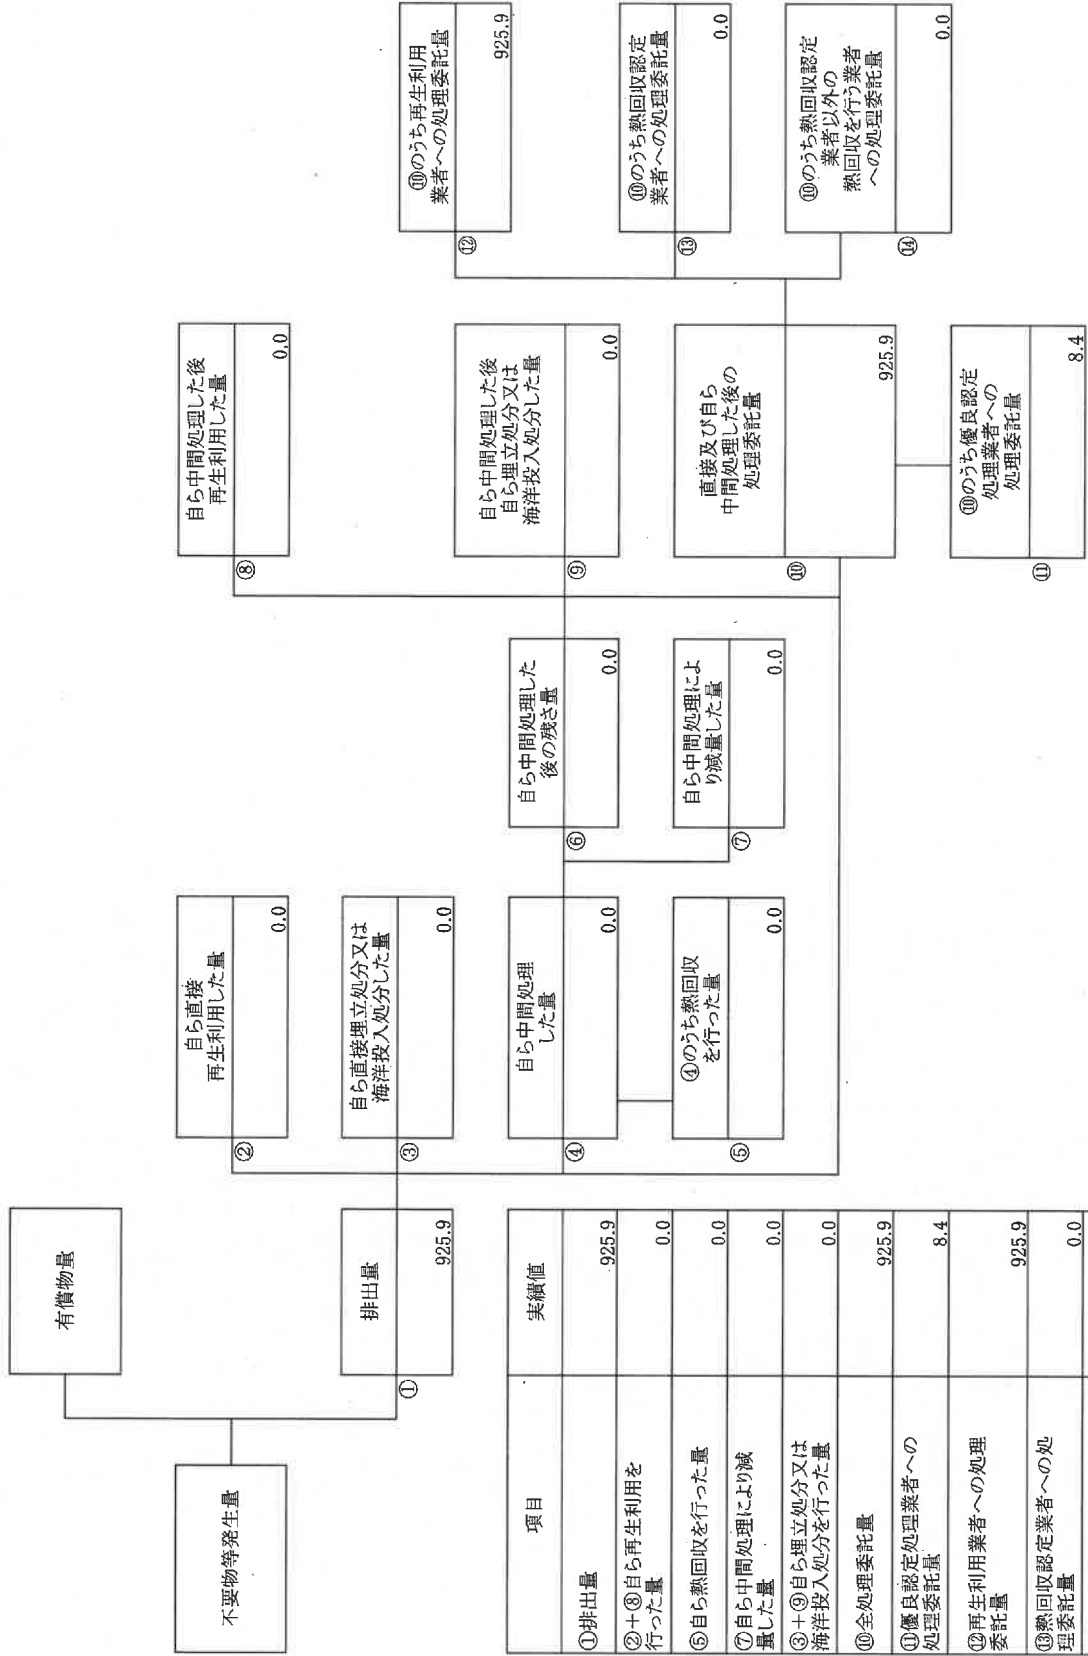 不要物等発生量
有償物量
排出量
①
925.9
自ら直接
再生利用した量
②
0.0
自ら直接埋立処分又は
海洋投入処分した量
③
0.0
自ら中間処理
した量
④
0.0
④のうち熱回収
を行った量
⑤
0.0
自ら中間処理した
後の残さ量
⑥
0.0
自ら中間処理によ
り減量した量
⑦
0.0
自ら中間処理した後
再生利用した量
⑧
0.0
自ら中間処理した後
自ら埋立処分又は
海洋投入処分した量
⑨
0.0
直接及び自ら
中間処理した後の
処理委託量
⑩
925.9
⑩のうち優良認定
処理業者への
処理委託量
⑪
8.4
⑩のうち再生利用
業者への処理委託量
⑫
925.9
⑩のうち熱回収認定
業者への処理委託量
⑬
0.0
⑩のうち熱回収認定
業者以外の
熱回収を行う業者
への処理委託量
⑭
0.0
項目 実績値
①排出量 925.9
②+⑧自ら再生利用を
行った量 0.0
⑤自ら熱回収を行った量 0.0
⑦自ら中間処理により減
量した量 0.0
③+⑨自ら埋立処分又は
海洋投入処分を行った量 0.0
⑩全処理委託量 925.9
⑪優良認定処理業者への
処理委託量 8.4
⑫再生利用業者への処理
委託量 925.9
⑬熱回収認定業者への処
理委託量 0.0